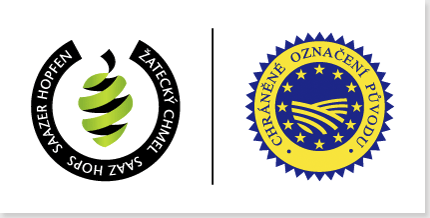 SAAZER HOPFEN
ŽATECKÝ CHMEL
SAAZ HOPS
• CHRÁNĚNÉ OZNAČENÍ PŮVODU •